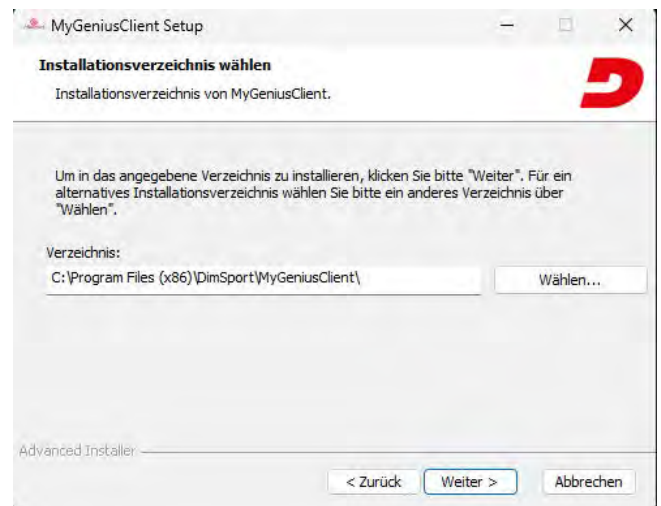 MyGeniusClient Setup
Installationsverzeichnis wählen
Installationsverzeichnis von MyGeniusClient.
Um in das angegebene Verzeichnis zu installieren, klicken Sie bitte "Weiter". Für ein
alternatives Installationsverzeichnis wählen Sie bitte ein anderes Verzeichnis über
"Wählen".
Verzeichnis:
C:\Program Files (x86)\DimSport\MyGeniusClient\
Wählen...
Advanced Installer
< Zurück
Weiter >
Abbrechen